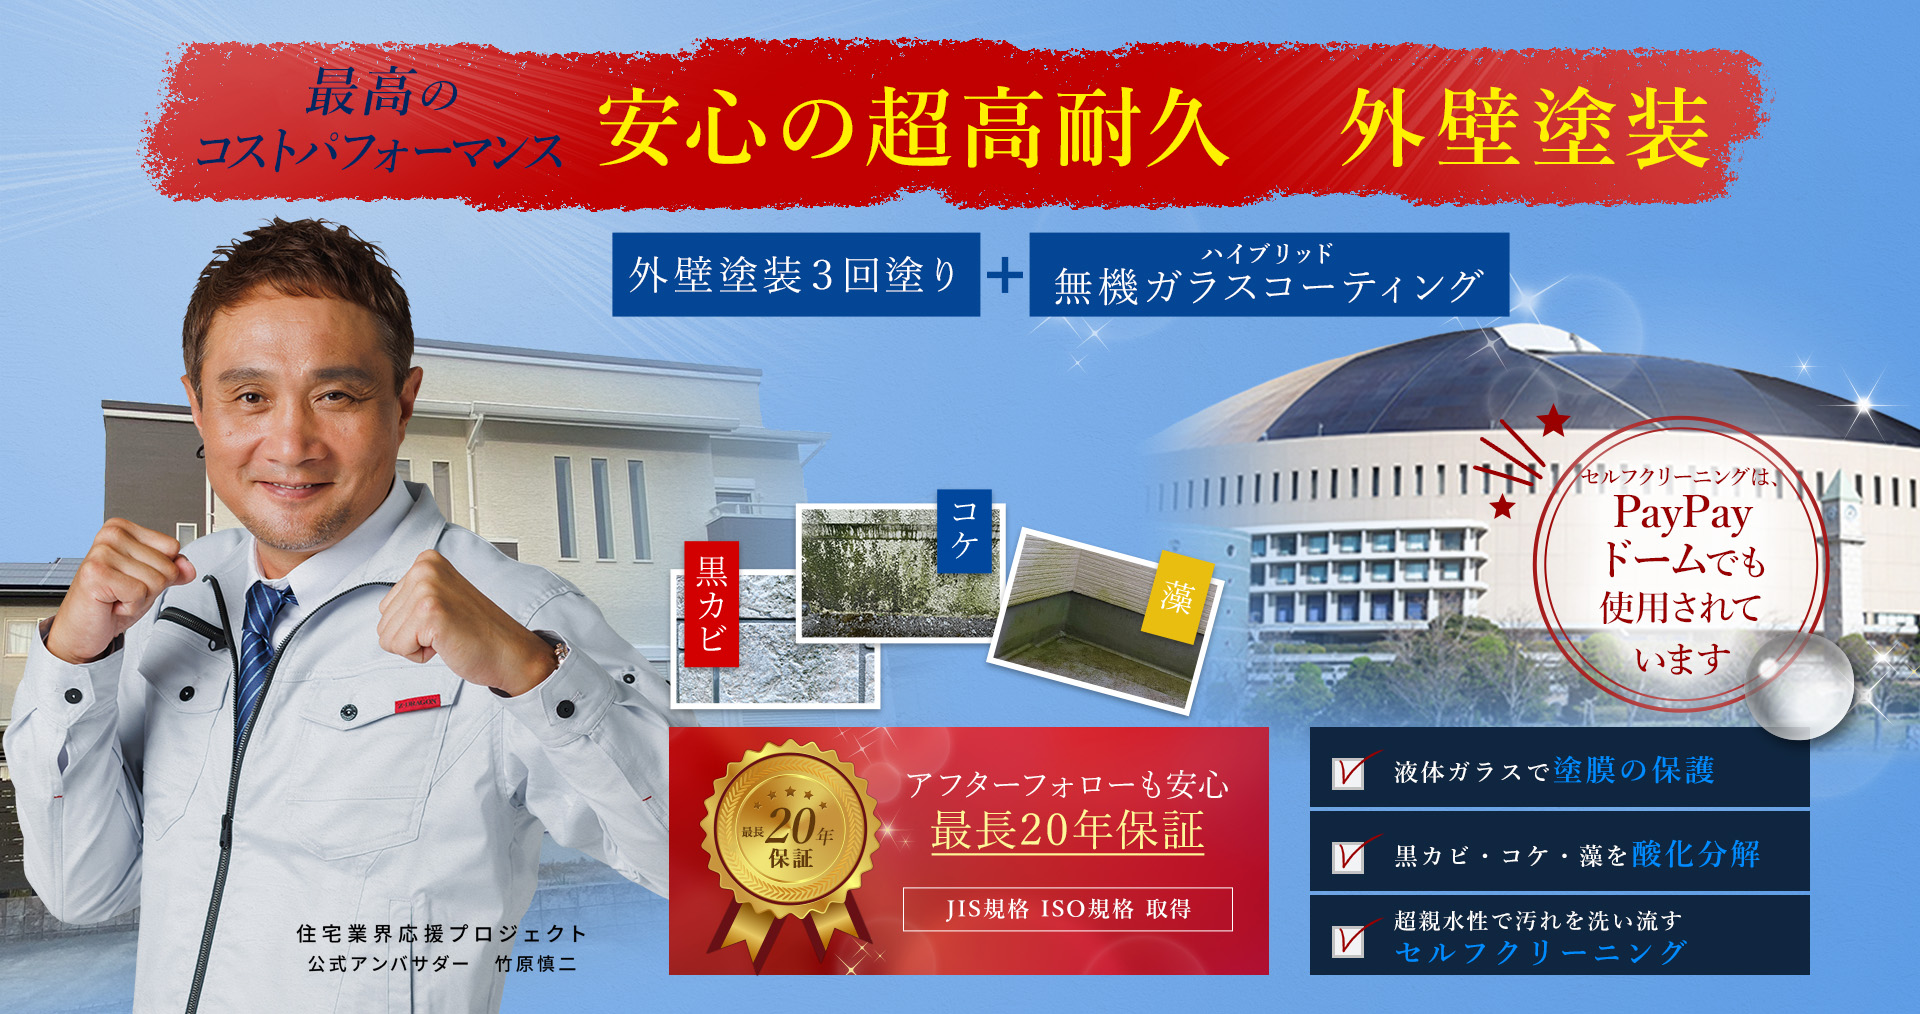 最高の
コストパフォーマンス
安心の超高耐久　外壁塗装
外壁塗装3回塗り
+
ハイブリッド
無機ガラスコーティング
黒カビ
コケ
藻
セルフクリーニングは、
PayPay
ドームでも
使用されて
います
最長20年
保証
アフターフォローも安心
最長20年保証
JIS規格 ISO規格 取得
液体ガラスで塗膜の保護
黒カビ・コケ・藻を酸化分解
超親水性で汚れを洗い流す
セルフクリーニング
住宅業界応援プロジェクト
公式アンバサダー　竹原慎二